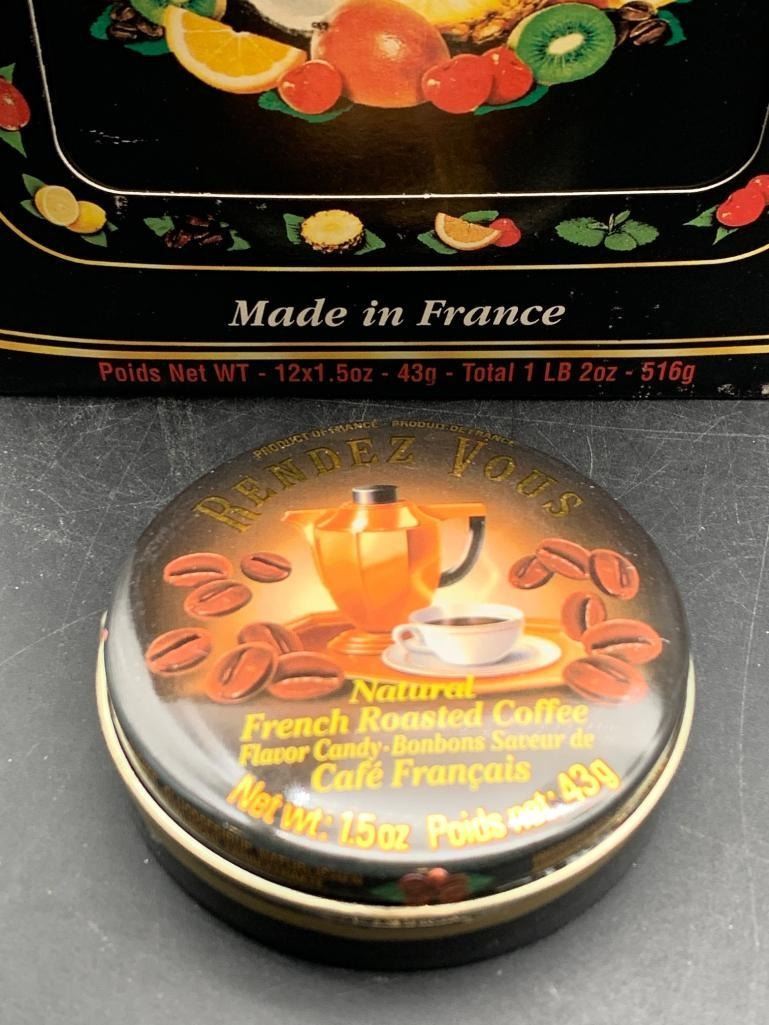 Made in France
Poids Net WT - 12x1.5oz - 43g - Total 1 LB 2oz - 516g
PRODUCT OF FRANCE - PRODUIT DE FRANCE
RENDEZ VOUS
Natural
French Roasted Coffee
Flavor Candy · Bonbons Saveur de
Café Français
Net wt: 1.5oz Poids net: 43g